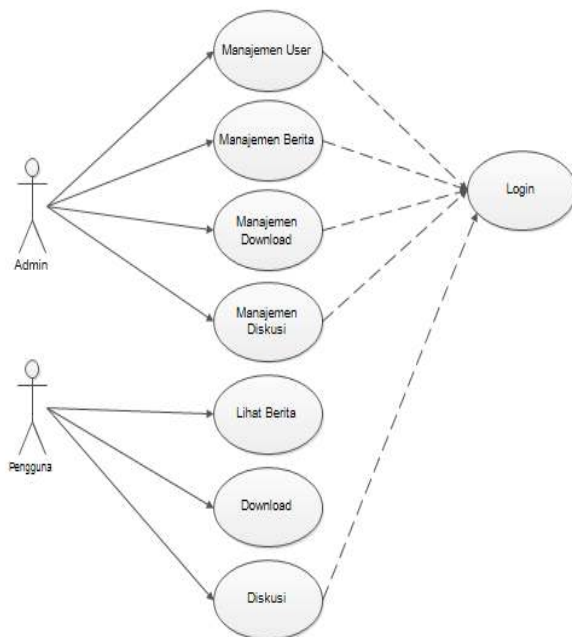 Manajemen User
Manajemen Berita
Login
Manajemen
Download
Admin
Manajemen
Diskusi
Lihat Berita
Pengguna
Download
Diskusi